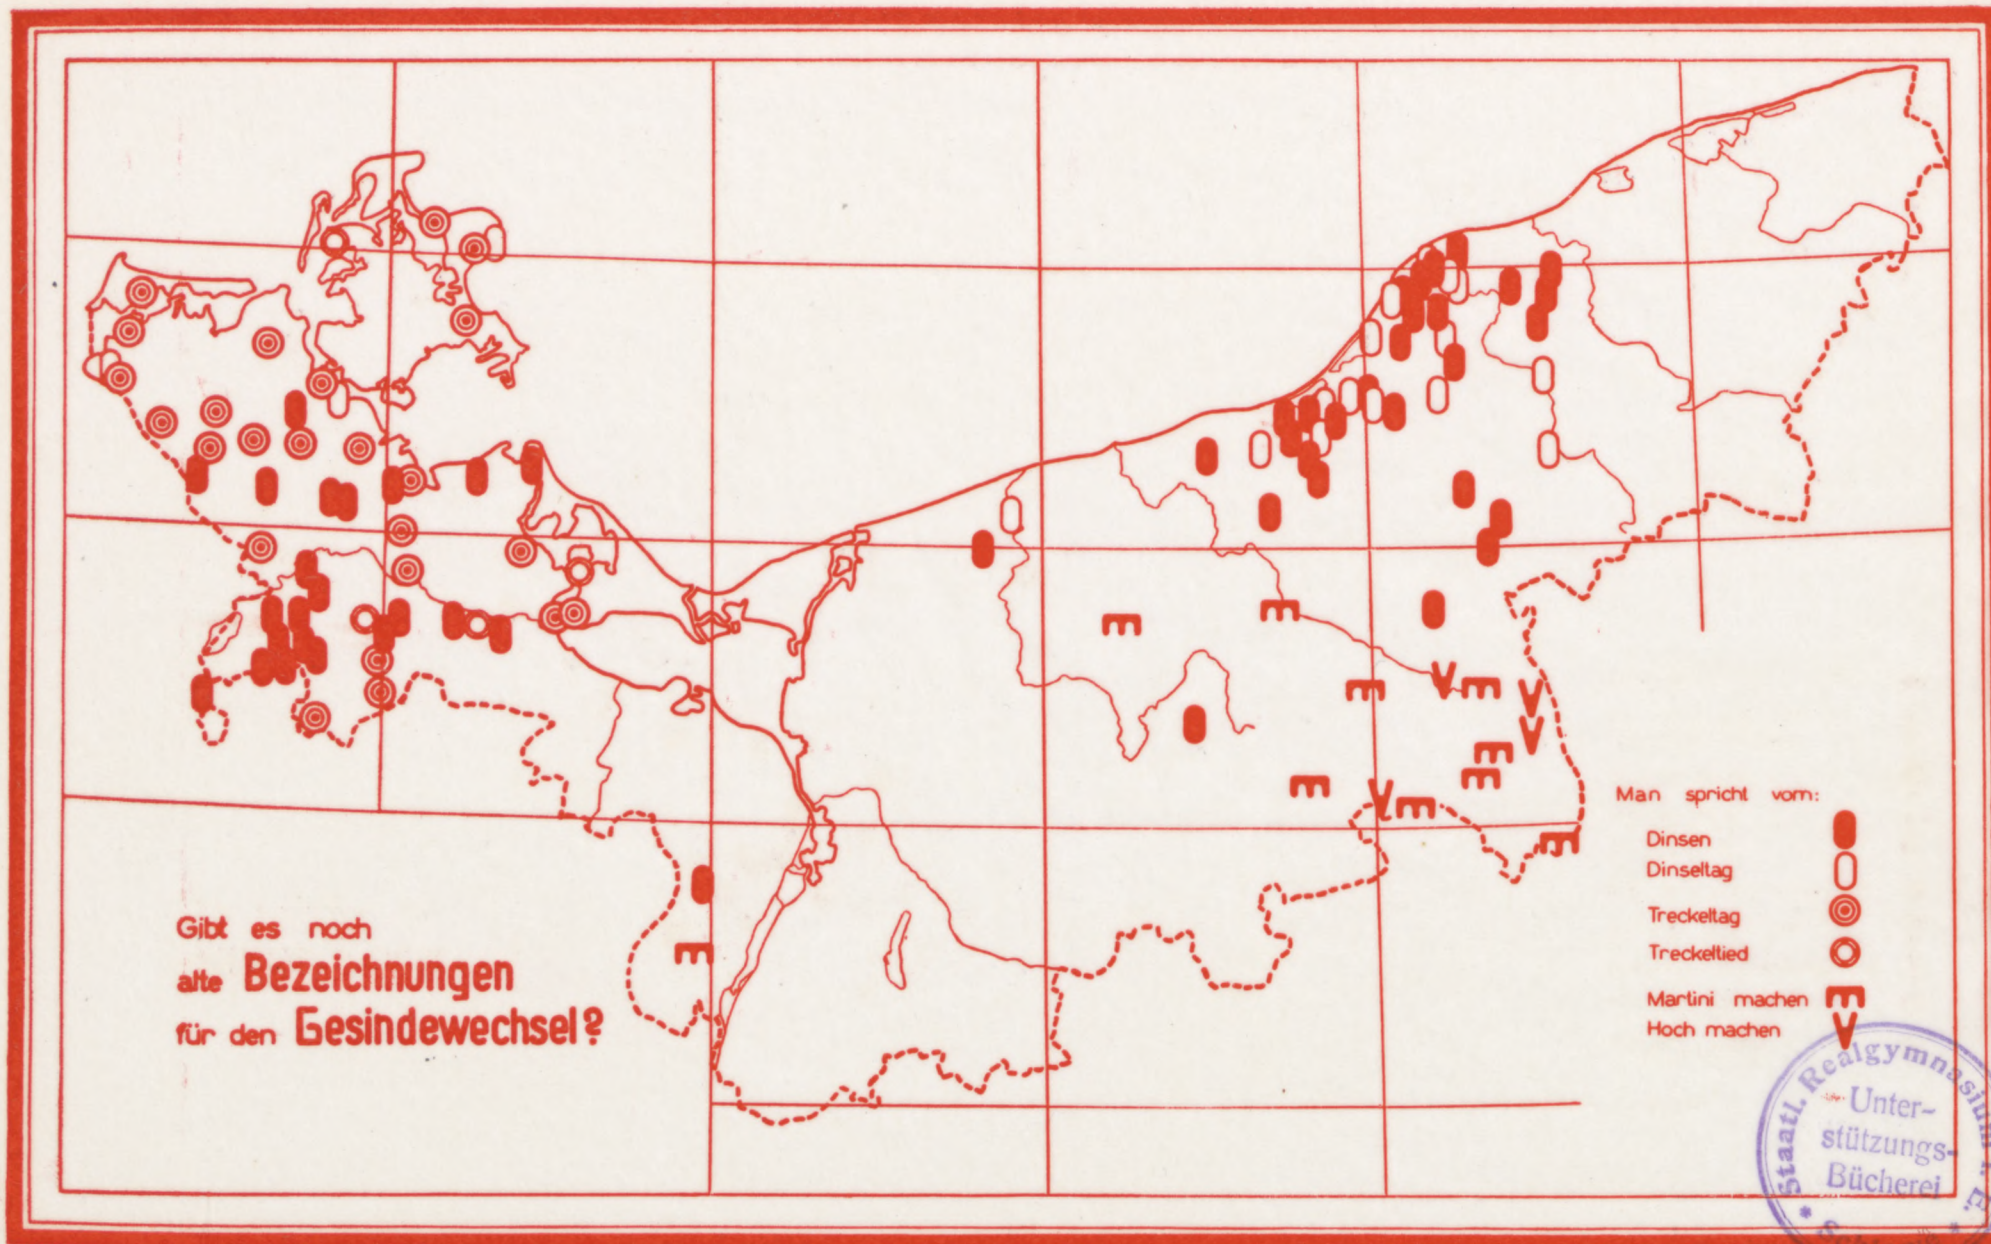 Gibt es noch
alte Bezeichnungen
für den Gesindewechsel?
Man spricht vom:
Dinsen
Dinseltag
Treckeltag
Treckeltied
Martini machen
Hoch machen
Staatl. Realgymnasium
Unter-
stützungs-
Bücherei